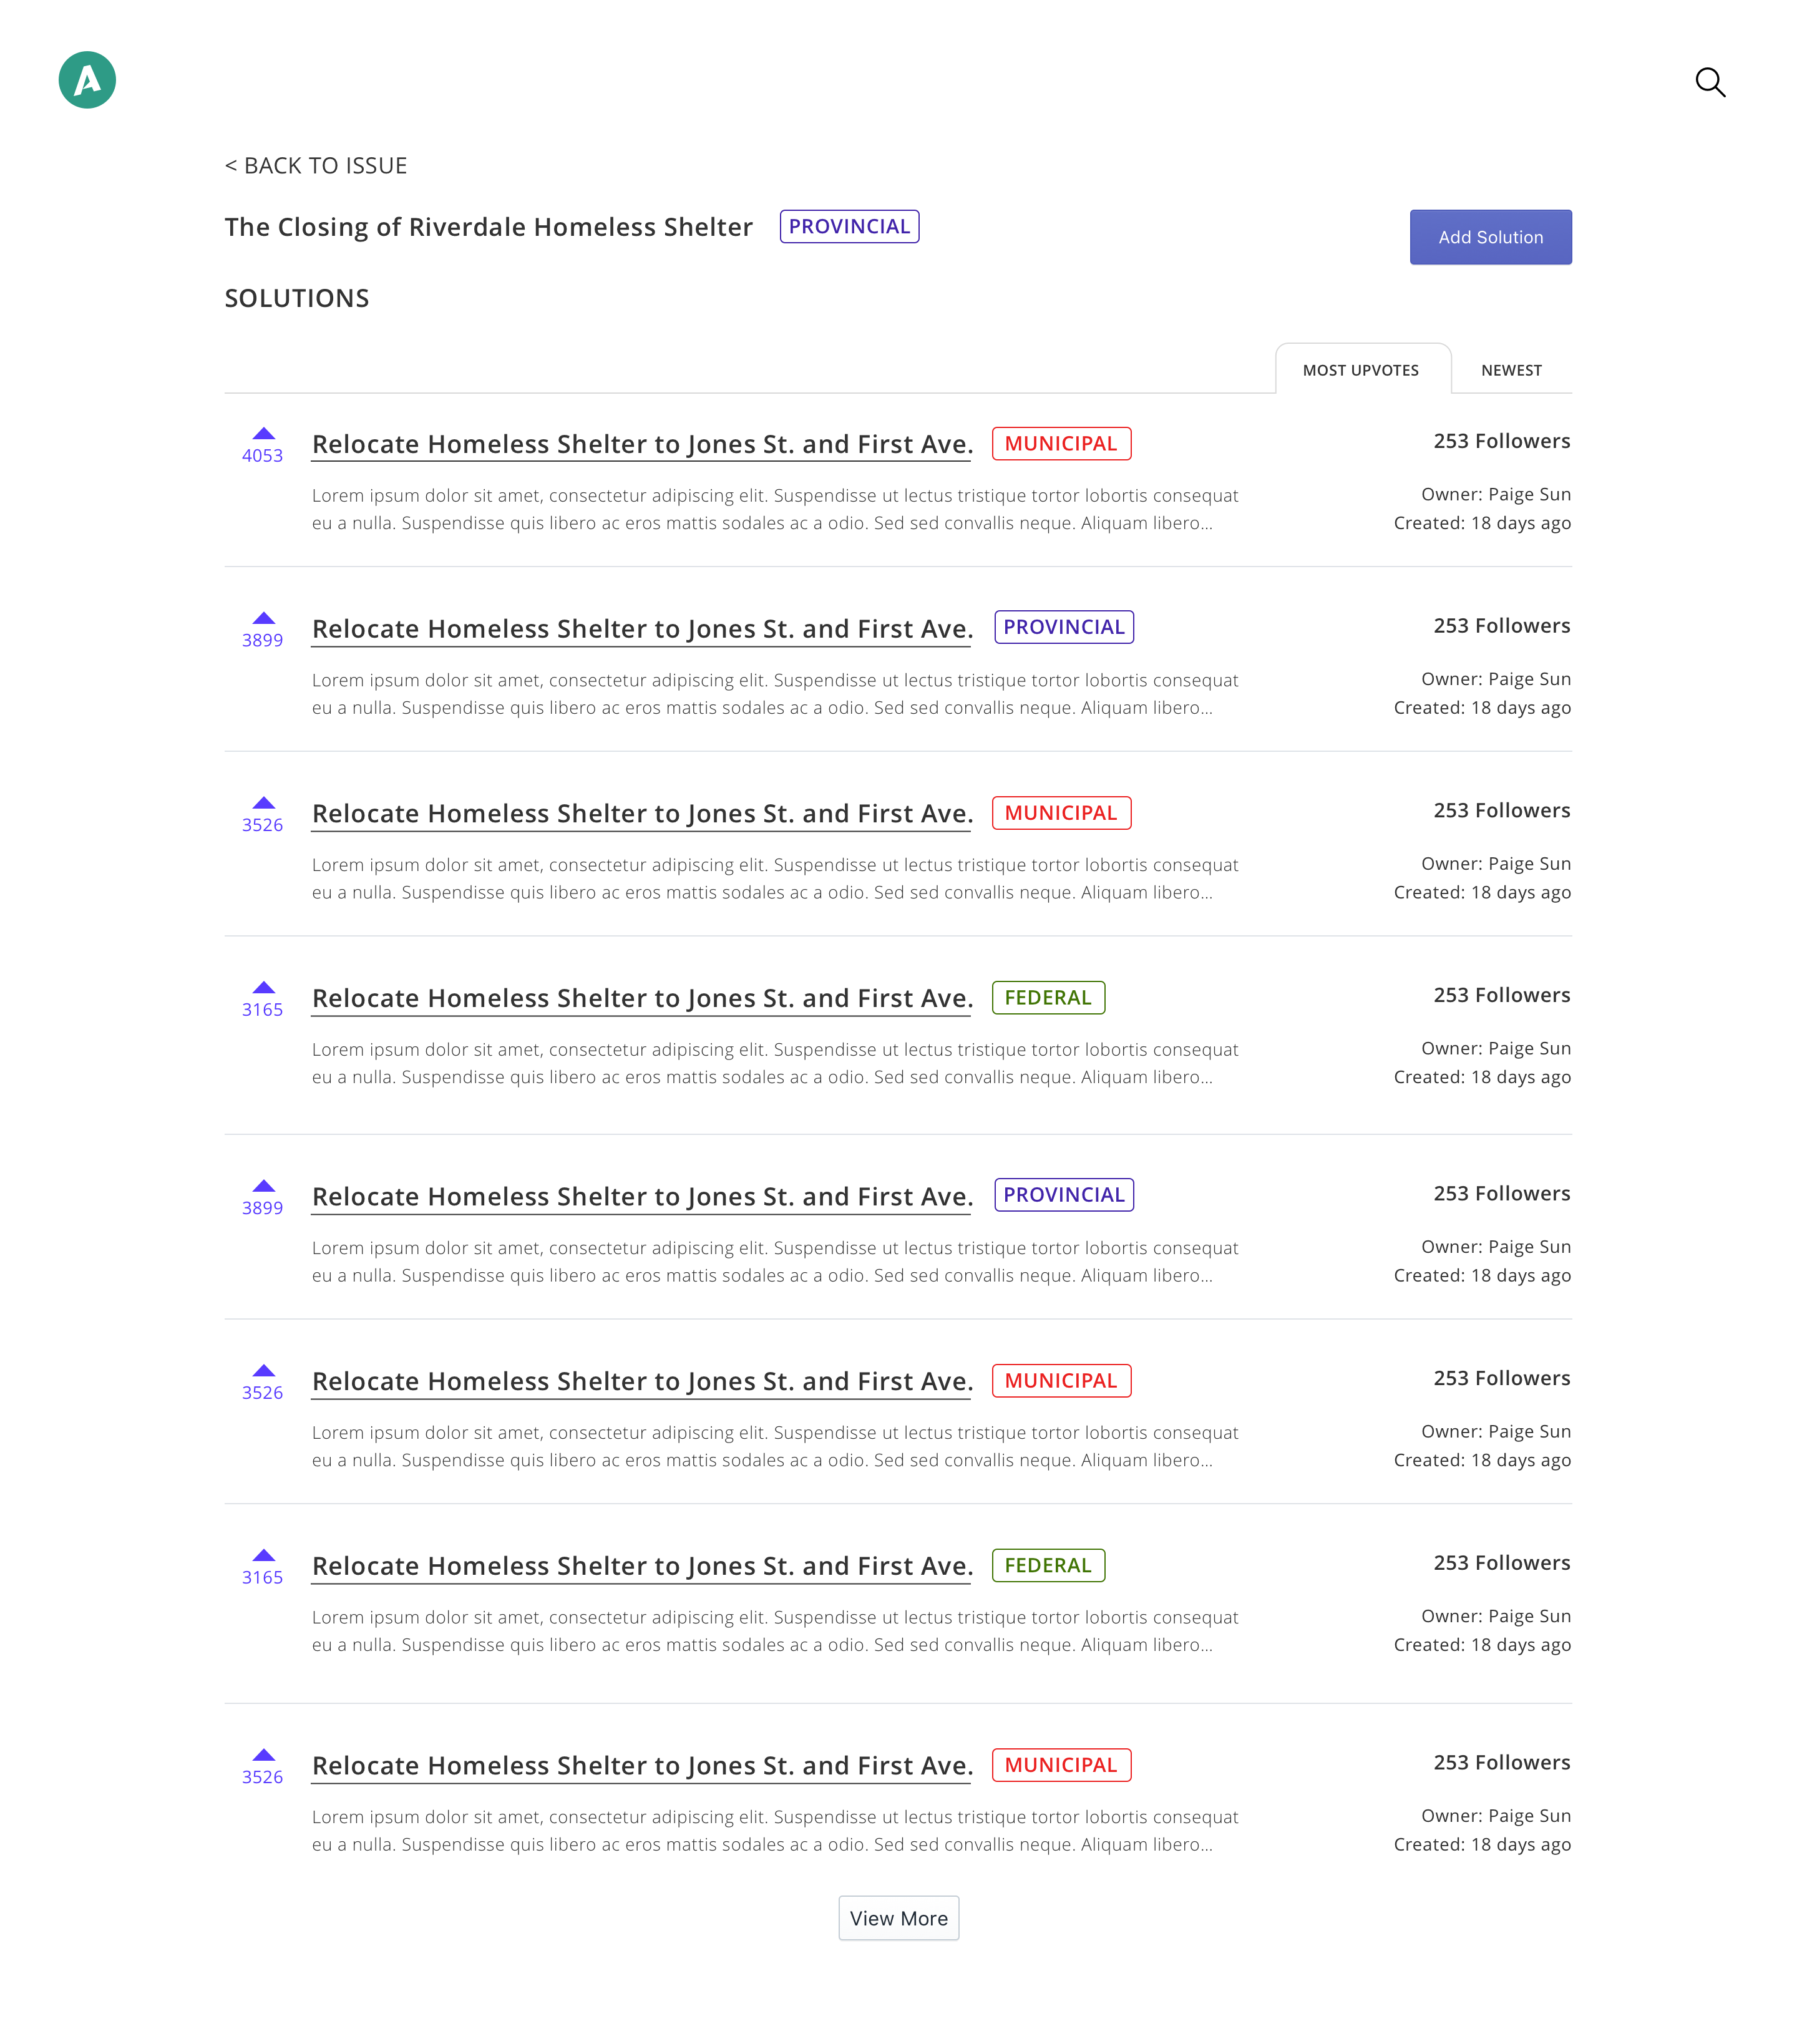 A
< BACK TO ISSUE
The Closing of Riverdale Homeless Shelter PROVINCIAL
Add Solution
SOLUTIONS
MOST UPVOTES NEWEST
Relocate Homeless Shelter to Jones St. and First Ave. MUNICIPAL 253 Followers
4053
Lorem ipsum dolor sit amet, consectetur adipiscing elit. Suspendisse ut lectus tristique tortor lobortis consequat Owner: Paige Sun
eu a nulla. Suspendisse quis libero ac eros mattis sodales ac a odio. Sed sed convallis neque. Aliquam libero... Created: 18 days ago
Relocate Homeless Shelter to Jones St. and First Ave. PROVINCIAL 253 Followers
3899
Lorem ipsum dolor sit amet, consectetur adipiscing elit. Suspendisse ut lectus tristique tortor lobortis consequat Owner: Paige Sun
eu a nulla. Suspendisse quis libero ac eros mattis sodales ac a odio. Sed sed convallis neque. Aliquam libero... Created: 18 days ago
Relocate Homeless Shelter to Jones St. and First Ave. MUNICIPAL 253 Followers
3526
Lorem ipsum dolor sit amet, consectetur adipiscing elit. Suspendisse ut lectus tristique tortor lobortis consequat Owner: Paige Sun
eu a nulla. Suspendisse quis libero ac eros mattis sodales ac a odio. Sed sed convallis neque. Aliquam libero... Created: 18 days ago
Relocate Homeless Shelter to Jones St. and First Ave. FEDERAL 253 Followers
3165
Lorem ipsum dolor sit amet, consectetur adipiscing elit. Suspendisse ut lectus tristique tortor lobortis consequat Owner: Paige Sun
eu a nulla. Suspendisse quis libero ac eros mattis sodales ac a odio. Sed sed convallis neque. Aliquam libero... Created: 18 days ago
Relocate Homeless Shelter to Jones St. and First Ave. PROVINCIAL 253 Followers
3899
Lorem ipsum dolor sit amet, consectetur adipiscing elit. Suspendisse ut lectus tristique tortor lobortis consequat Owner: Paige Sun
eu a nulla. Suspendisse quis libero ac eros mattis sodales ac a odio. Sed sed convallis neque. Aliquam libero... Created: 18 days ago
Relocate Homeless Shelter to Jones St. and First Ave. MUNICIPAL 253 Followers
3526
Lorem ipsum dolor sit amet, consectetur adipiscing elit. Suspendisse ut lectus tristique tortor lobortis consequat Owner: Paige Sun
eu a nulla. Suspendisse quis libero ac eros mattis sodales ac a odio. Sed sed convallis neque. Aliquam libero... Created: 18 days ago
Relocate Homeless Shelter to Jones St. and First Ave. FEDERAL 253 Followers
3165
Lorem ipsum dolor sit amet, consectetur adipiscing elit. Suspendisse ut lectus tristique tortor lobortis consequat Owner: Paige Sun
eu a nulla. Suspendisse quis libero ac eros mattis sodales ac a odio. Sed sed convallis neque. Aliquam libero... Created: 18 days ago
Relocate Homeless Shelter to Jones St. and First Ave. MUNICIPAL 253 Followers
3526
Lorem ipsum dolor sit amet, consectetur adipiscing elit. Suspendisse ut lectus tristique tortor lobortis consequat Owner: Paige Sun
eu a nulla. Suspendisse quis libero ac eros mattis sodales ac a odio. Sed sed convallis neque. Aliquam libero... Created: 18 days ago
View More